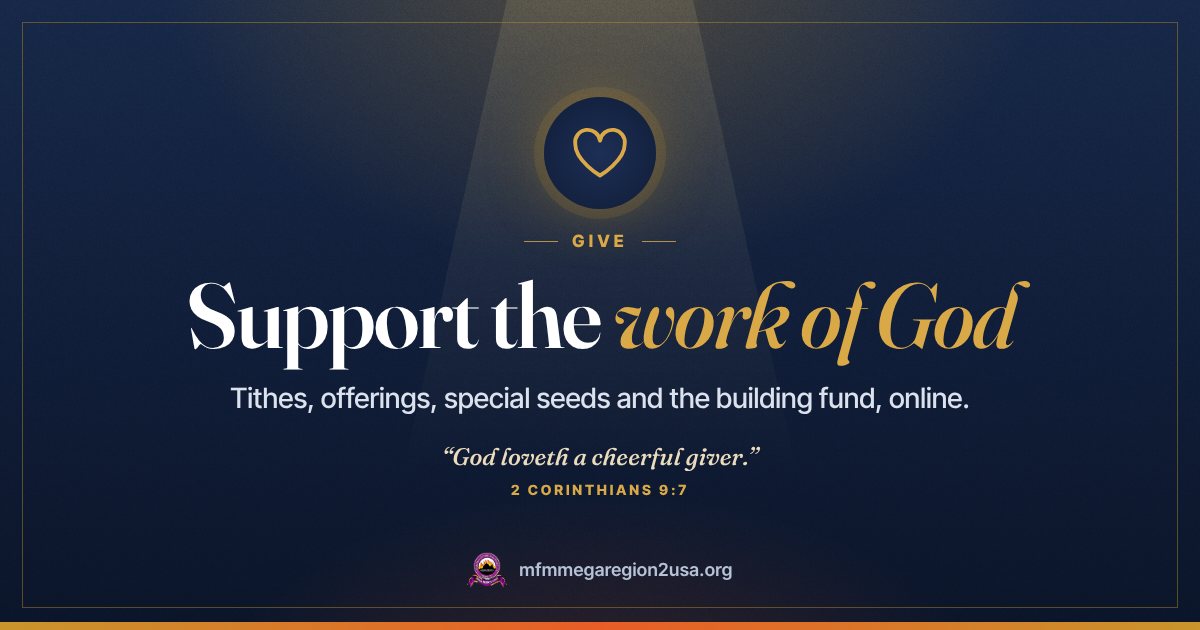 GIVE
Support the work of God
Tithes, offerings, special seeds and the building fund, online.
“God loveth a cheerful giver.”
2 CORINTHIANS 9:7
mfmmegaregion2usa.org